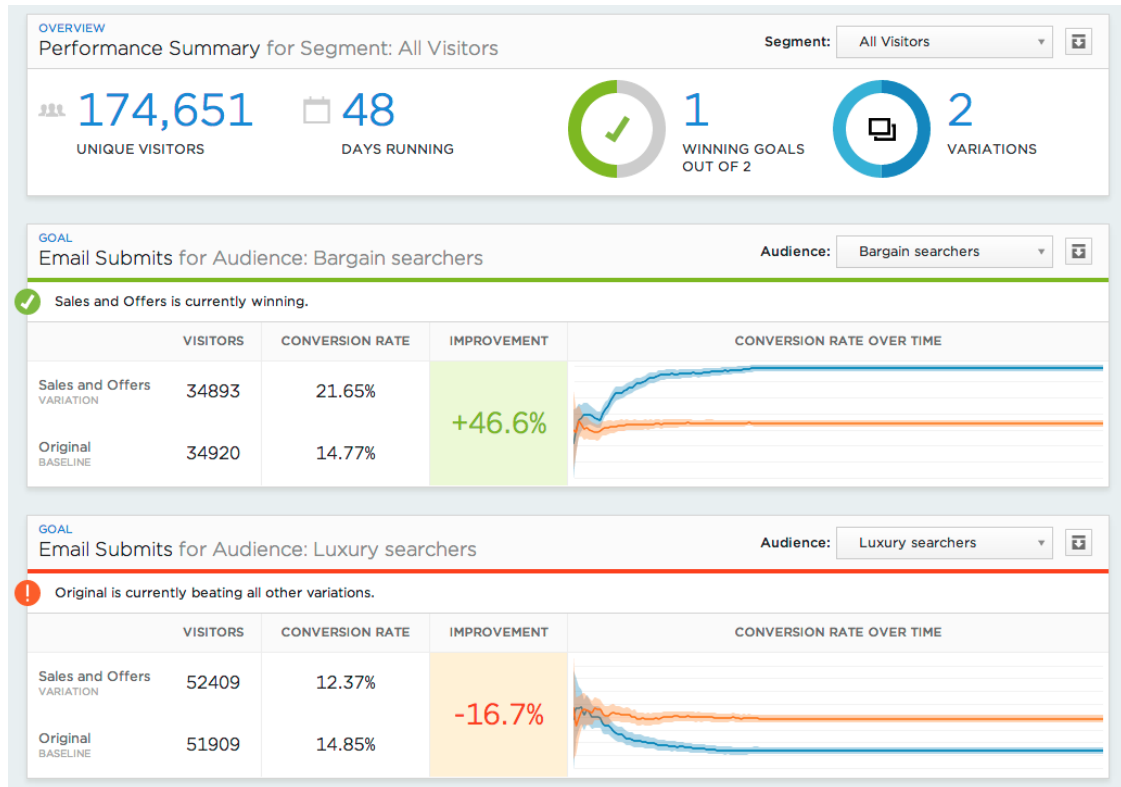 OVERVIEW
Performance Summary for Segment: All Visitors
Segment: All Visitors
174,651
UNIQUE VISITORS
48
DAYS RUNNING
1
WINNING GOALS
OUT OF 2
2
VARIATIONS
GOAL
Email Submits for Audience: Bargain searchers
Audience: Bargain searchers
Sales and Offers is currently winning.
VISITORS CONVERSION RATE IMPROVEMENT CONVERSION RATE OVER TIME
Sales and Offers
VARIATION
34893 21.65%
+46.6%
Original
BASELINE
34920 14.77%
GOAL
Email Submits for Audience: Luxury searchers
Audience: Luxury searchers
Original is currently beating all other variations.
VISITORS CONVERSION RATE IMPROVEMENT CONVERSION RATE OVER TIME
Sales and Offers
VARIATION
52409 12.37%
-16.7%
Original
BASELINE
51909 14.85%